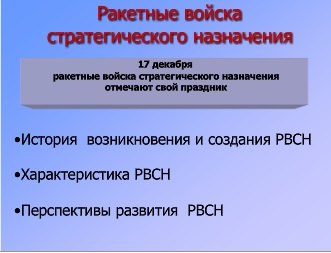 Ракетные войска
стратегического назначения
17 декабря
ракетные войска стратегического назначения
отмечают свой праздник
•История  возникновения и создания РВСН
•Характеристика РВСН
•Перспективы развития  РВСН